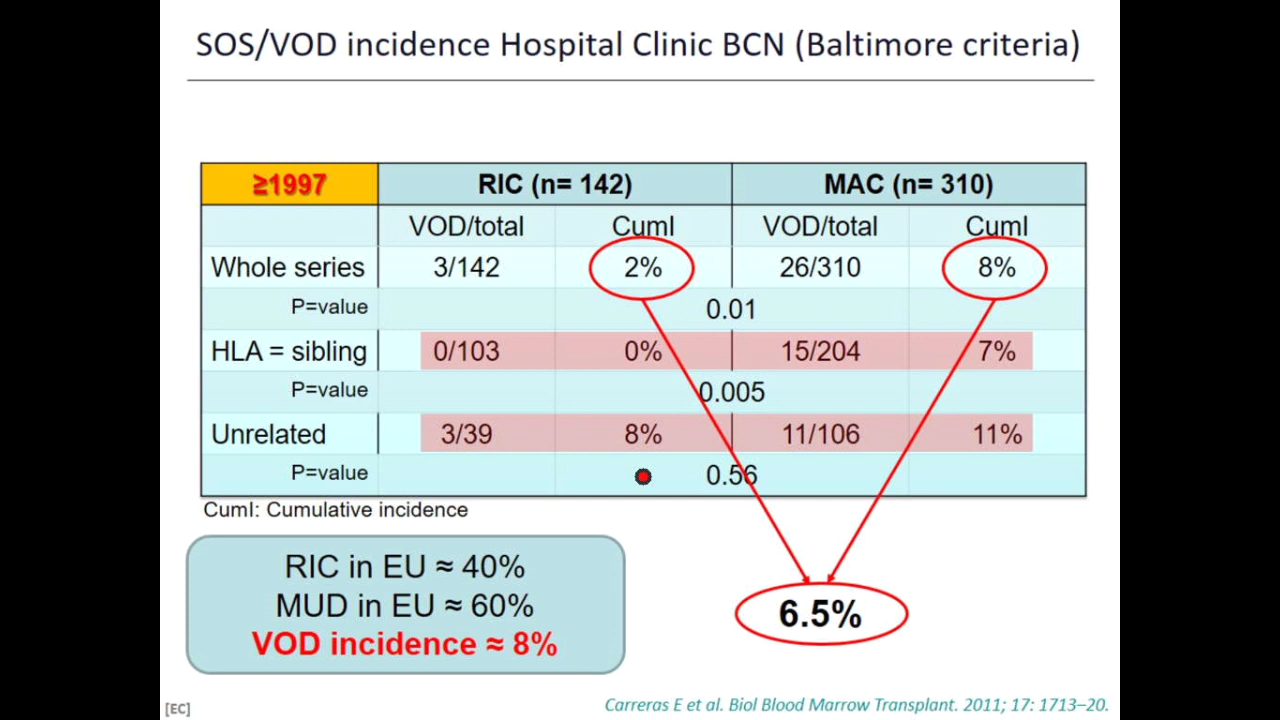 SOS/VOD incidence Hospital Clinic BCN (Baltimore criteria)
≥1997 RIC (n= 142) MAC (n= 310)
VOD/total CumI VOD/total CumI
Whole series 3/142 2% 26/310 8%
P=value 0.01
HLA = sibling 0/103 0% 15/204 7%
P=value 0.005
Unrelated 3/39 8% 11/106 11%
P=value 0.56
CumI: Cumulative incidence
RIC in EU ≈ 40%
MUD in EU ≈ 60%
VOD incidence ≈ 8%
6.5%
Carreras E et al. Biol Blood Marrow Transplant. 2011; 17: 1713–20.
[EC]